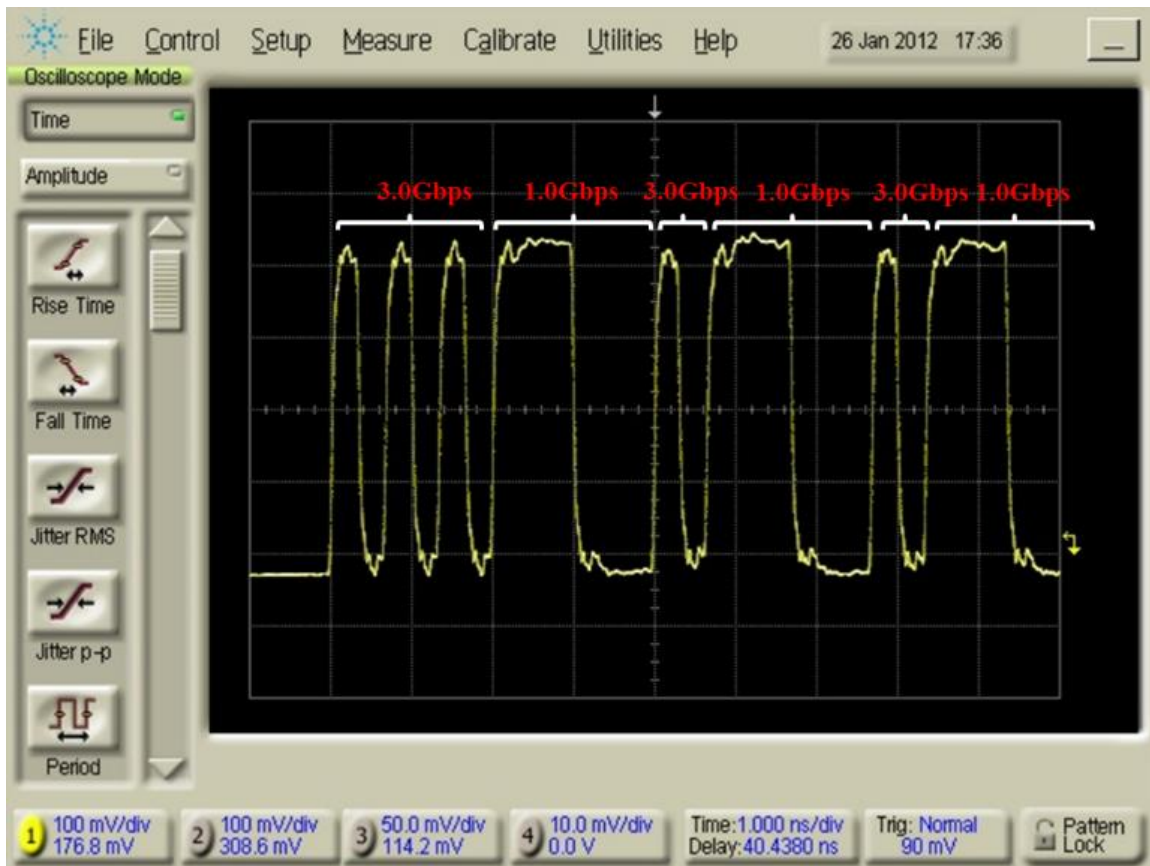 File Control Setup Measure Calibrate Utilities Help 26 Jan 2012 17:36
Oscilloscope Mode
Time
Amplitude
3.0Gbps 1.0Gbps 3.0Gbps 1.0Gbps 3.0Gbps 1.0Gbps
Rise Time
Fall Time
Jitter RMS
Jitter p-p
Period
1 100 mV/div 2 100 mV/div 3 50.0 mV/div 4 10.0 mV/div Time:1.000 ns/div Trig: Normal Pattern
176.8 mV 308.6 mV 114.2 mV 0.0 V Delay:40.4380 ns 90 mV Lock